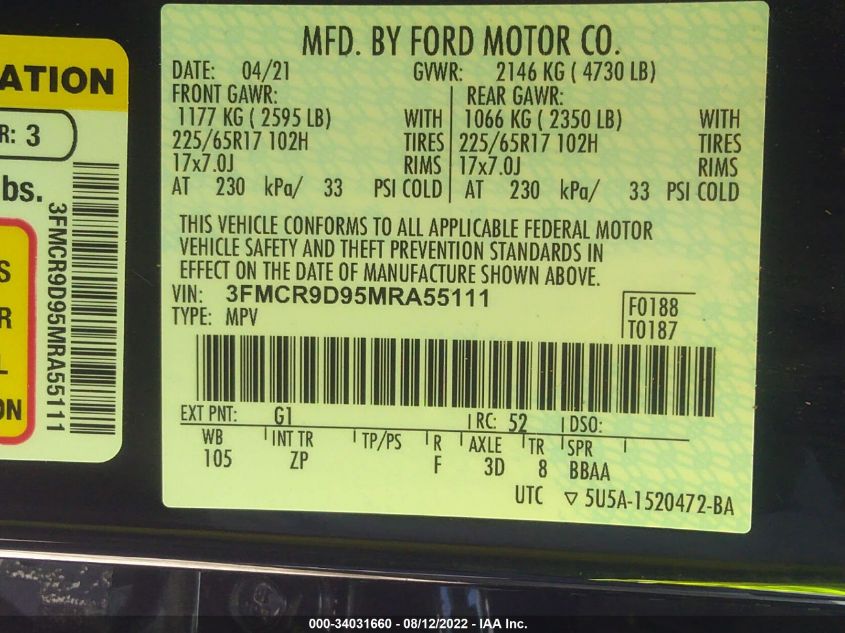 ATION
R: 3
bs.
S
R
L
ON
3FMCR9D95MRA55111
MFD. BY FORD MOTOR CO.
DATE: 04/21 GVWR: 2146 KG ( 4730 LB)
FRONT GAWR: REAR GAWR:
1177 KG ( 2595 LB) WITH 1066 KG ( 2350 LB) WITH
225/65R17 102H TIRES 225/65R17 102H TIRES
17x7.0J RIMS 17x7.0J RIMS
AT 230 kPa/ 33 PSI COLD AT 230 kPa/ 33 PSI COLD
THIS VEHICLE CONFORMS TO ALL APPLICABLE FEDERAL MOTOR
VEHICLE SAFETY AND THEFT PREVENTION STANDARDS IN
EFFECT ON THE DATE OF MANUFACTURE SHOWN ABOVE.
VIN: 3FMCR9D95MRA55111
TYPE: MPV
F0188
T0187
EXT PNT: G1 RC: 52 DSO:
WB INT TR TP/PS R AXLE TR SPR
105 ZP F 3D 8 BBAA
UTC ▽ 5U5A-1520472-BA
000-34031660 - 08/12/2022 - IAA Inc.